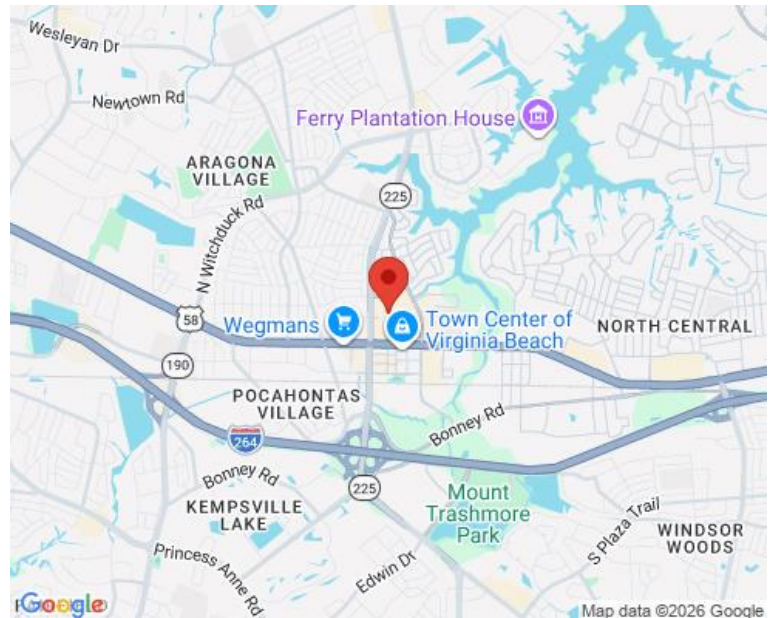 Wesleyan Dr
Newtown Rd
Ferry Plantation House
ARAGONA
VILLAGE
225
N Witchduck Rd
58
Wegmans
Town Center of
Virginia Beach
NORTH CENTRAL
190
POCAHONTAS
VILLAGE
Bonney Rd
264
Bonney Rd
225
Mount
Trashmore
Park
KEMPSVILLE
LAKE
S Plaza Trail
WINDSOR
WOODS
Princess Anne Rd
Edwin Dr
Google
Map data ©2026 Google